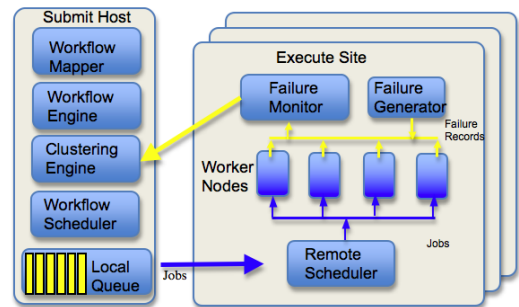 Submit Host
Workflow
Mapper
Workflow
Engine
Clustering
Engine
Workflow
Scheduler
Local
Queue
Jobs
Execute Site
Failure
Monitor
Failure
Generator
Failure
Records
Worker
Nodes
Jobs
Remote
Scheduler